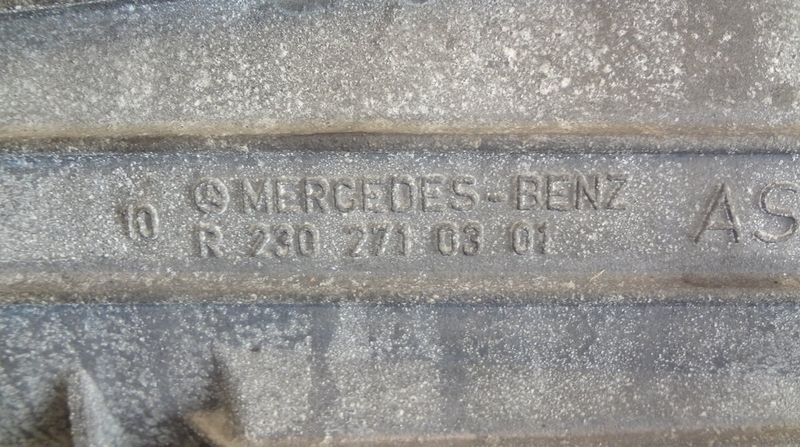 10
MERCEDES-BENZ
R 230 271 03 01
AS